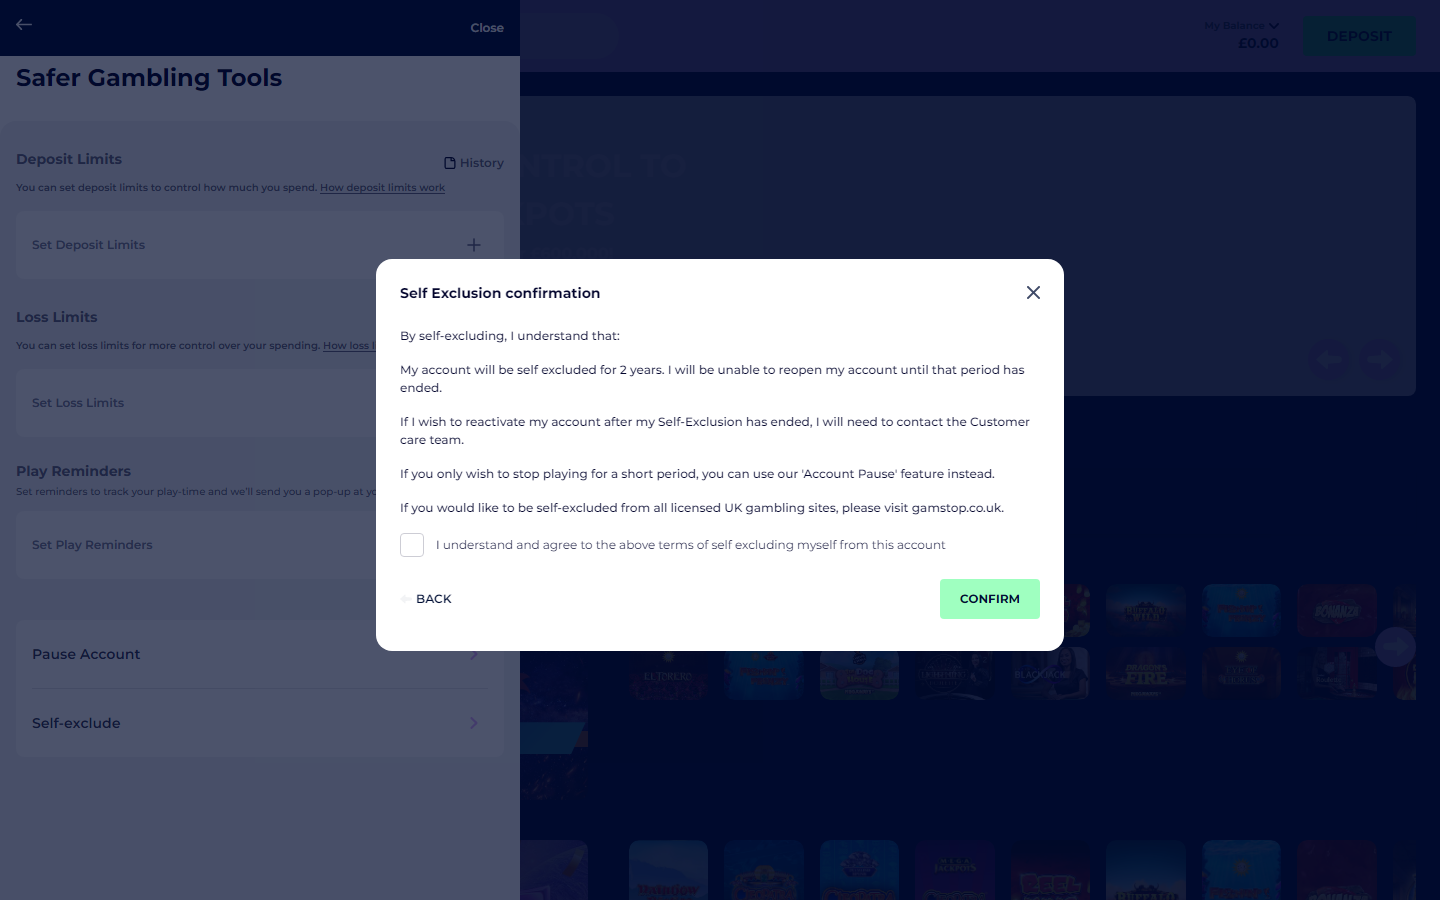 Close
My Balance
£0.00
DEPOSIT
Safer Gambling Tools
Deposit Limits
History
You can set deposit limits to control how much you spend. How deposit limits work
Set Deposit Limits
Loss Limits
You can set loss limits for more control over your spending. How loss
Set Loss Limits
Play Reminders
Set reminders to track your play-time and we'll send you a pop-up at
Set Play Reminders
Pause Account
Self-exclude
Self Exclusion confirmation
By self-excluding, I understand that:
My account will be self excluded for 2 years. I will be unable to reopen my account until that period has
ended.
If I wish to reactivate my account after my Self-Exclusion has ended, I will need to contact the Customer
care team.
If you only wish to stop playing for a short period, you can use our 'Account Pause' feature instead.
If you would like to be self-excluded from all licensed UK gambling sites, please visit gamstop.co.uk.
I understand and agree to the above terms of self excluding myself from this account
BACK
CONFIRM
BONANZA
EL TORERO
BLACKJACK
FIRE